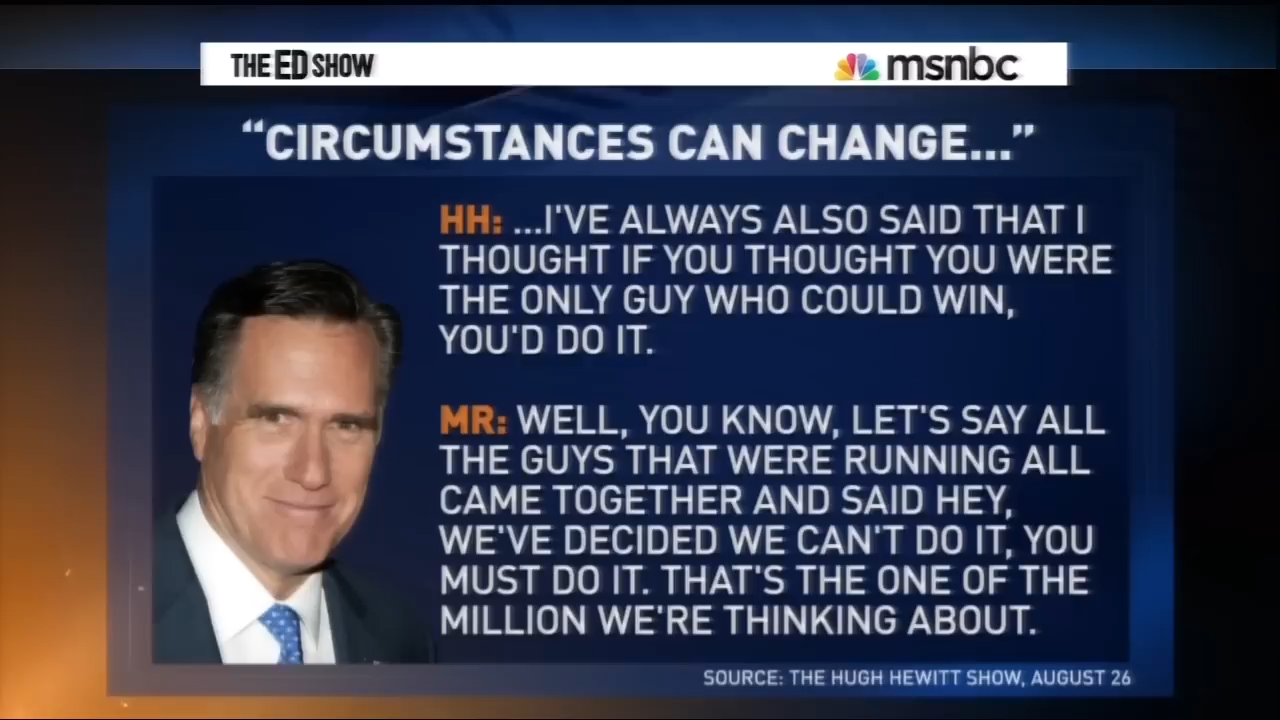 THE ED SHOW
msnbc
"CIRCUMSTANCES CAN CHANGE..."
HH: ...I'VE ALWAYS ALSO SAID THAT I
THOUGHT IF YOU THOUGHT YOU WERE
THE ONLY GUY WHO COULD WIN,
YOU'D DO IT.
MR: WELL, YOU KNOW, LET'S SAY ALL
THE GUYS THAT WERE RUNNING ALL
CAME TOGETHER AND SAID HEY,
WE'VE DECIDED WE CAN'T DO IT, YOU
MUST DO IT. THAT'S THE ONE OF THE
MILLION WE'RE THINKING ABOUT.
SOURCE: THE HUGH HEWITT SHOW, AUGUST 26